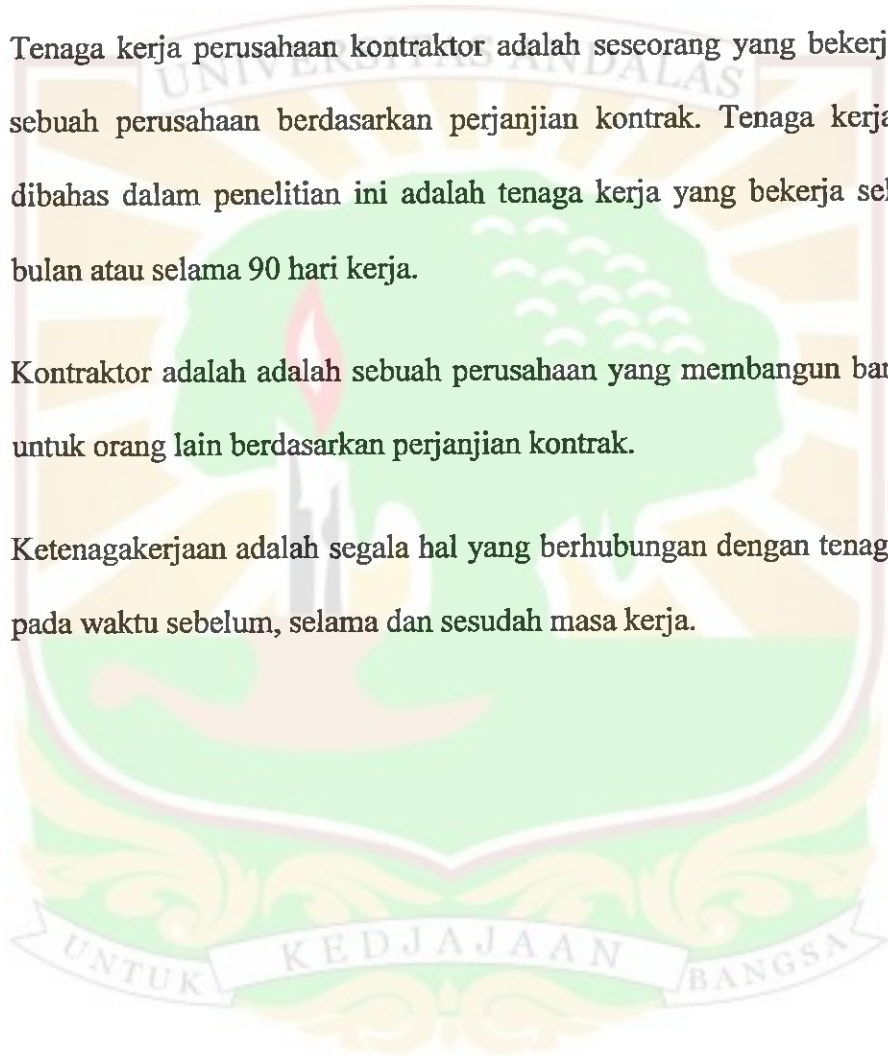 UNIVERSITAS ANDALAS
Tenaga kerja perusahaan kontraktor adalah seseorang yang bekerj
sebuah perusahaan berdasarkan perjanjian kontrak. Tenaga kerja
dibahas dalam penelitian ini adalah tenaga kerja yang bekerja sel
bulan atau selama 90 hari kerja.
Kontraktor adalah adalah sebuah perusahaan yang membangun ban
untuk orang lain berdasarkan perjanjian kontrak.
Ketenagakerjaan adalah segala hal yang berhubungan dengan tenag
pada waktu sebelum, selama dan sesudah masa kerja.
UNTUK KEDJAJAAN BANGSA